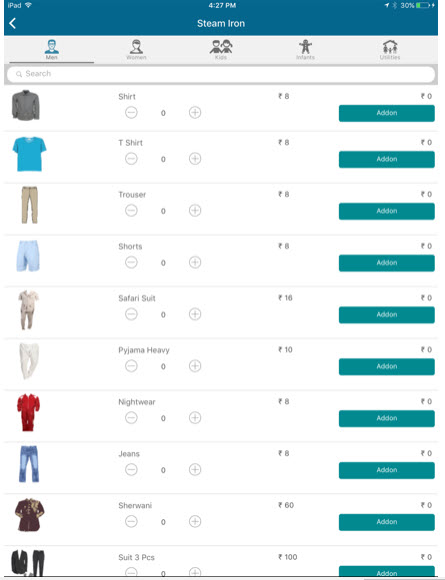 iPad 4:27 PM 30%
Steam Iron
Men Women Kids Infants Utilities
Search
Shirt ₹ 8 ₹ 0
0 Addon
T Shirt ₹ 8 ₹ 0
0 Addon
Trouser ₹ 8 ₹ 0
0 Addon
Shorts ₹ 8 ₹ 0
0 Addon
Safari Suit ₹ 16 ₹ 0
0 Addon
Pyjama Heavy ₹ 10 ₹ 0
0 Addon
Nightwear ₹ 8 ₹ 0
0 Addon
Jeans ₹ 8 ₹ 0
0 Addon
Sherwani ₹ 60 ₹ 0
0 Addon
Suit 3 Pcs ₹ 100 ₹ 0
0 Addon